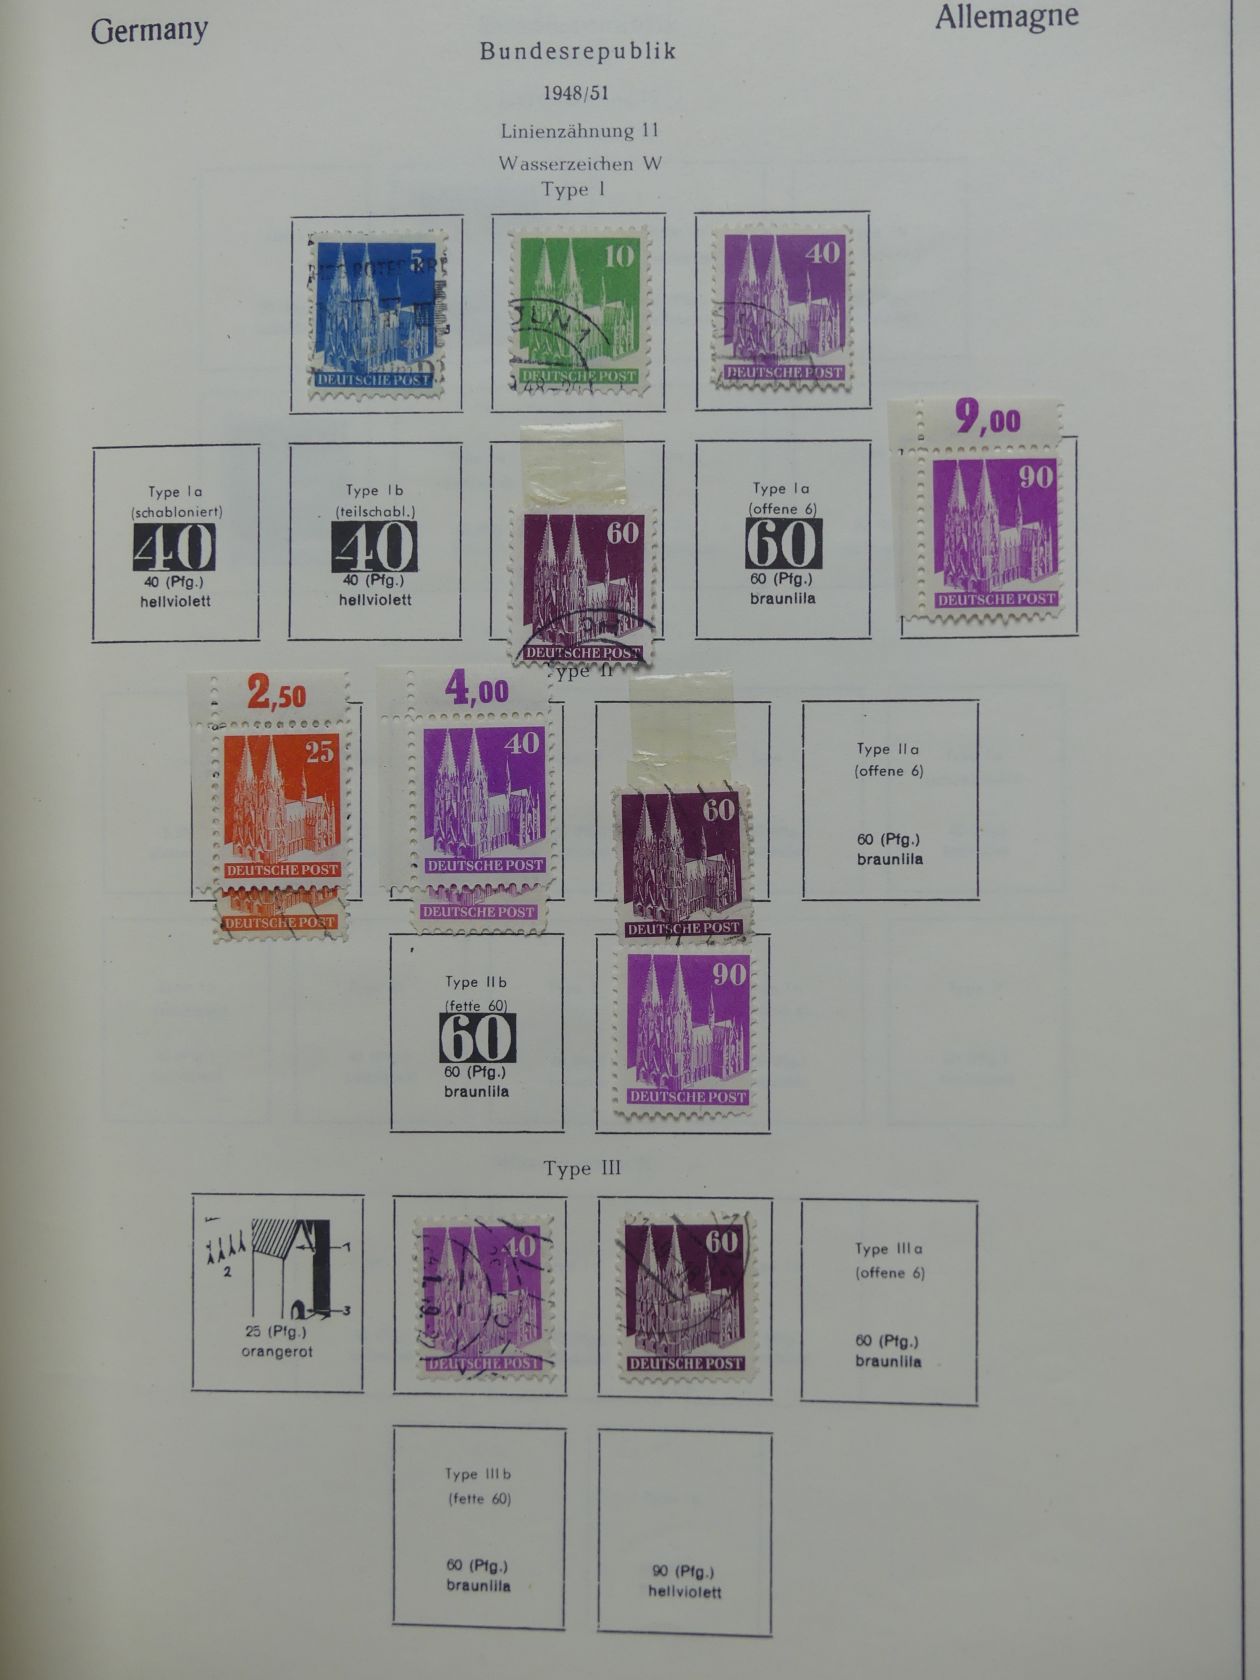 Germany
Allemagne
Bundesrepublik
1948/51
Linienzähnung 11
Wasserzeichen W
Type I
5
DEUTSCHE POST
10
DEUTSCHE POST
40
DEUTSCHE POST
Type Ia
(schabloniert)
40
40 (Pfg.)
hellviolett
Type Ib
(teilschabl.)
40
40 (Pfg.)
hellviolett
60
DEUTSCHE POST
Type Ia
(offene 6)
60
60 (Pfg.)
braunlila
9,00
90
DEUTSCHE POST
Type II
2,50
25
DEUTSCHE POST
DEUTSCHE POST
4,00
40
DEUTSCHE POST
DEUTSCHE POST
60
DEUTSCHE POST
Type IIa
(offene 6)
60 (Pfg.)
braunlila
Type IIb
(fette 60)
60
60 (Pfg.)
braunlila
90
DEUTSCHE POST
Type III
1
2
3
25 (Pfg.)
orangerot
40
DEUTSCHE POST
60
DEUTSCHE POST
Type IIIa
(offene 6)
60 (Pfg.)
braunlila
Type IIIb
(fette 60)
60 (Pfg.)
braunlila
90 (Pfg.)
hellviolett